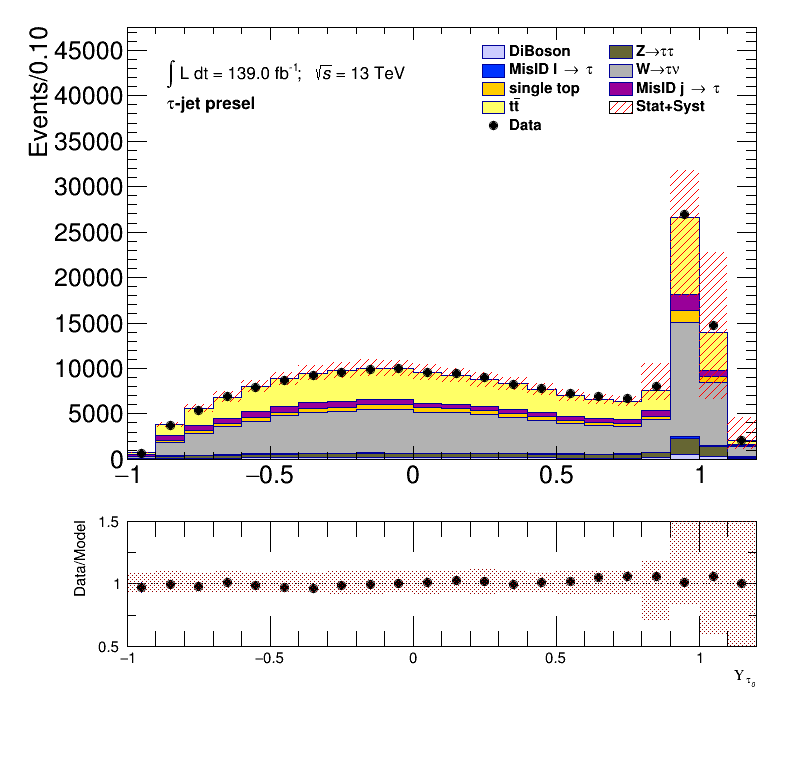 Events/0.10
45000
40000
35000
30000
25000
20000
15000
10000
5000
0
∫ L dt = 139.0 fb⁻¹; √s = 13 TeV
τ-jet presel
DiBoson
MisID l → τ
single top
tt̄
Data
Z→ττ
W→τν
MisID j → τ
Stat+Syst
−1 −0.5 0 0.5 1
Data/Model
1.5
1
0.5
−1 −0.5 0 0.5 1